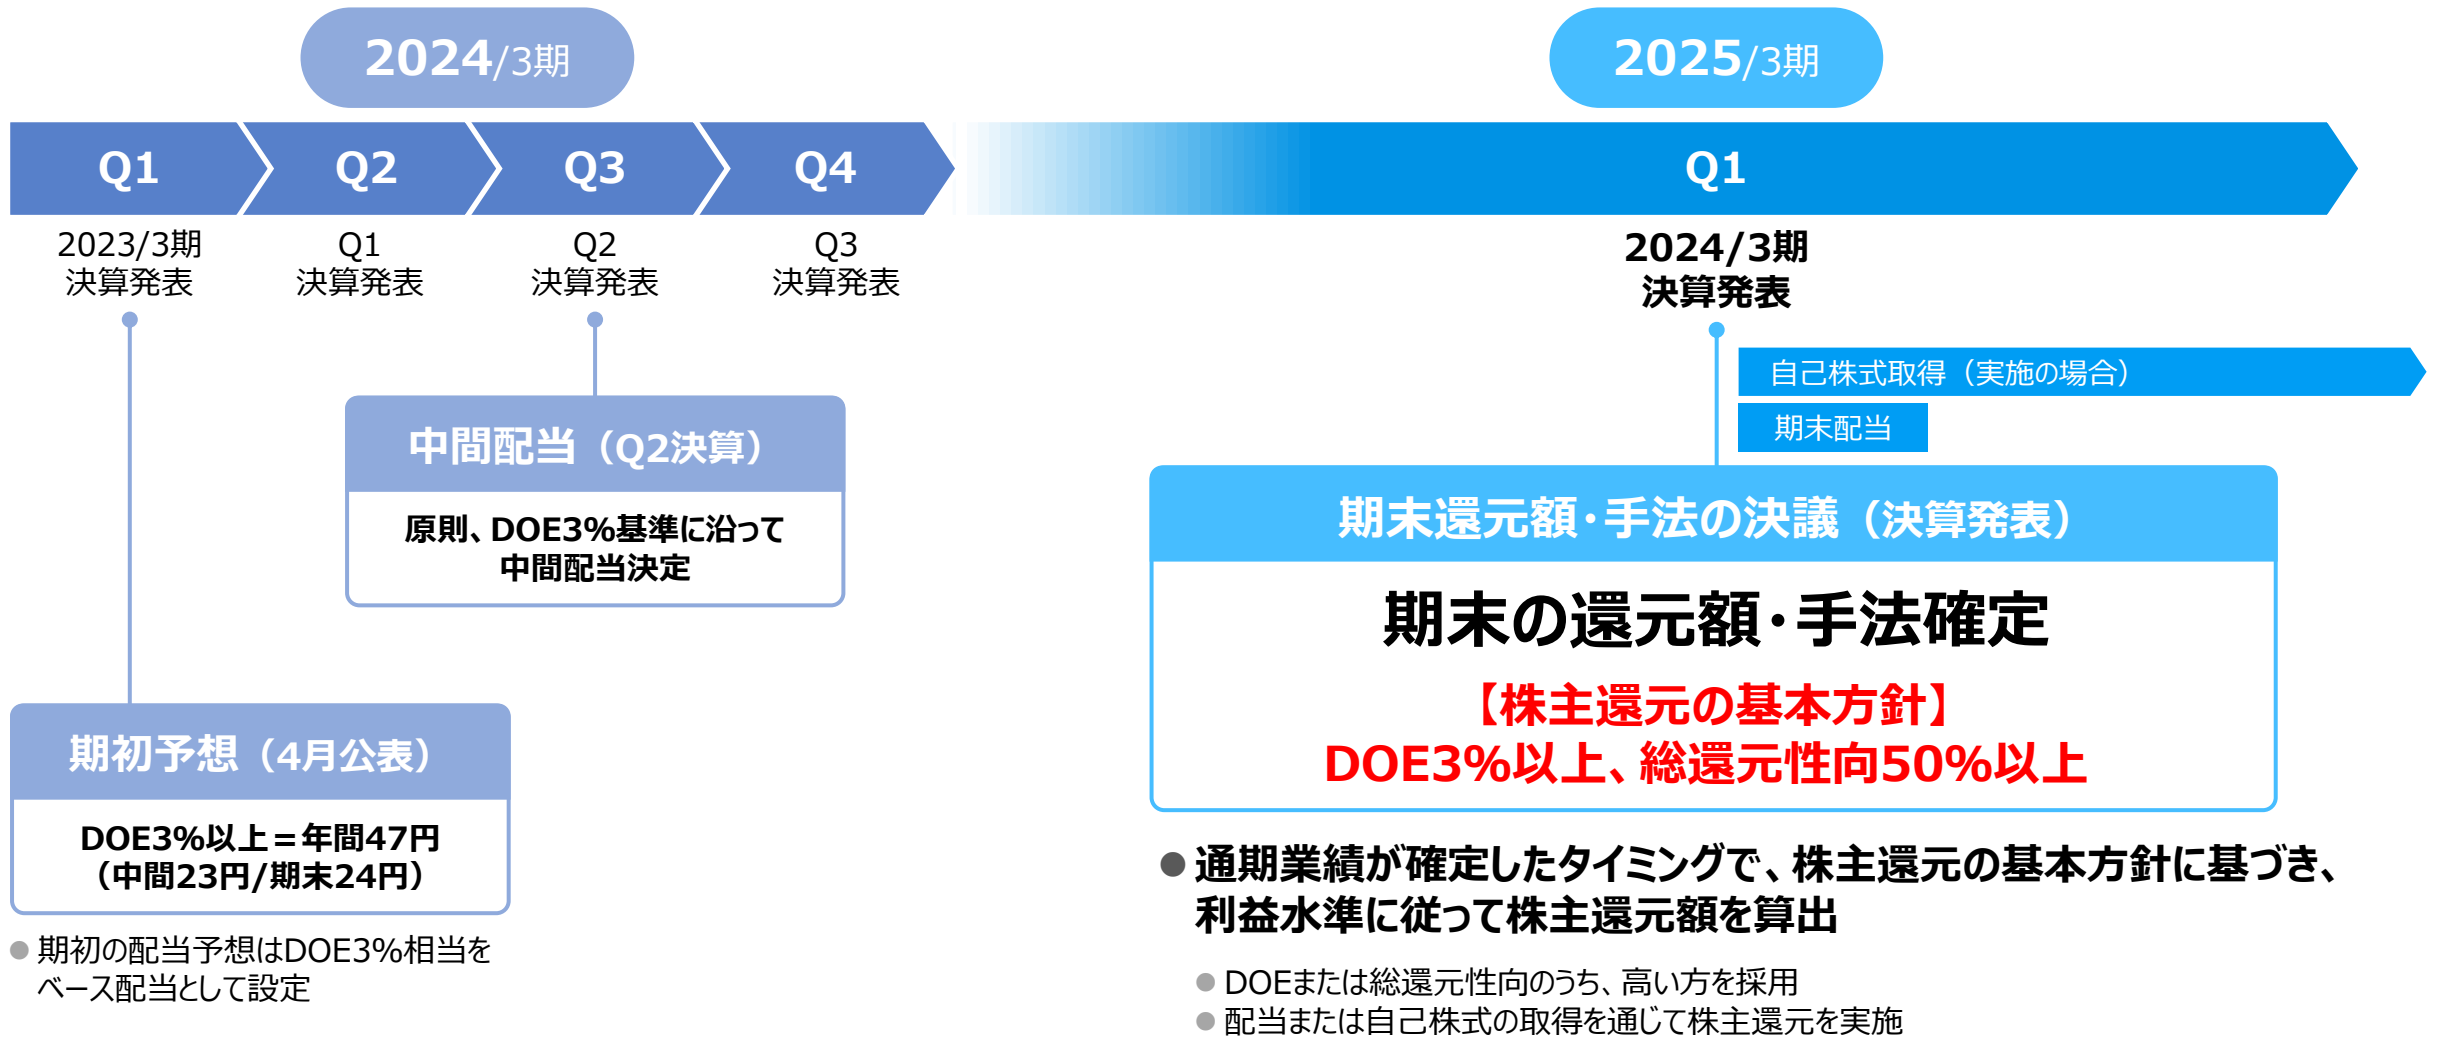 2024/3期
2025/3期
Q1
Q2
Q3
Q4
Q1
2023/3期
決算発表
Q1
決算発表
Q2
決算発表
Q3
決算発表
2024/3期
決算発表
自己株式取得（実施の場合）
期末配当
中間配当（Q2決算）
原則、DOE3%基準に沿って
中間配当決定
期末還元額・手法の決議（決算発表）
期末の還元額・手法確定
【株主還元の基本方針】
DOE3%以上、総還元性向50%以上
期初予想（4月公表）
DOE3%以上＝年間47円
（中間23円/期末24円）
● 期初の配当予想はDOE3%相当を
ベース配当として設定
● 通期業績が確定したタイミングで、株主還元の基本方針に基づき、
利益水準に従って株主還元額を算出
● DOEまたは総還元性向のうち、高い方を採用
● 配当または自己株式の取得を通じて株主還元を実施